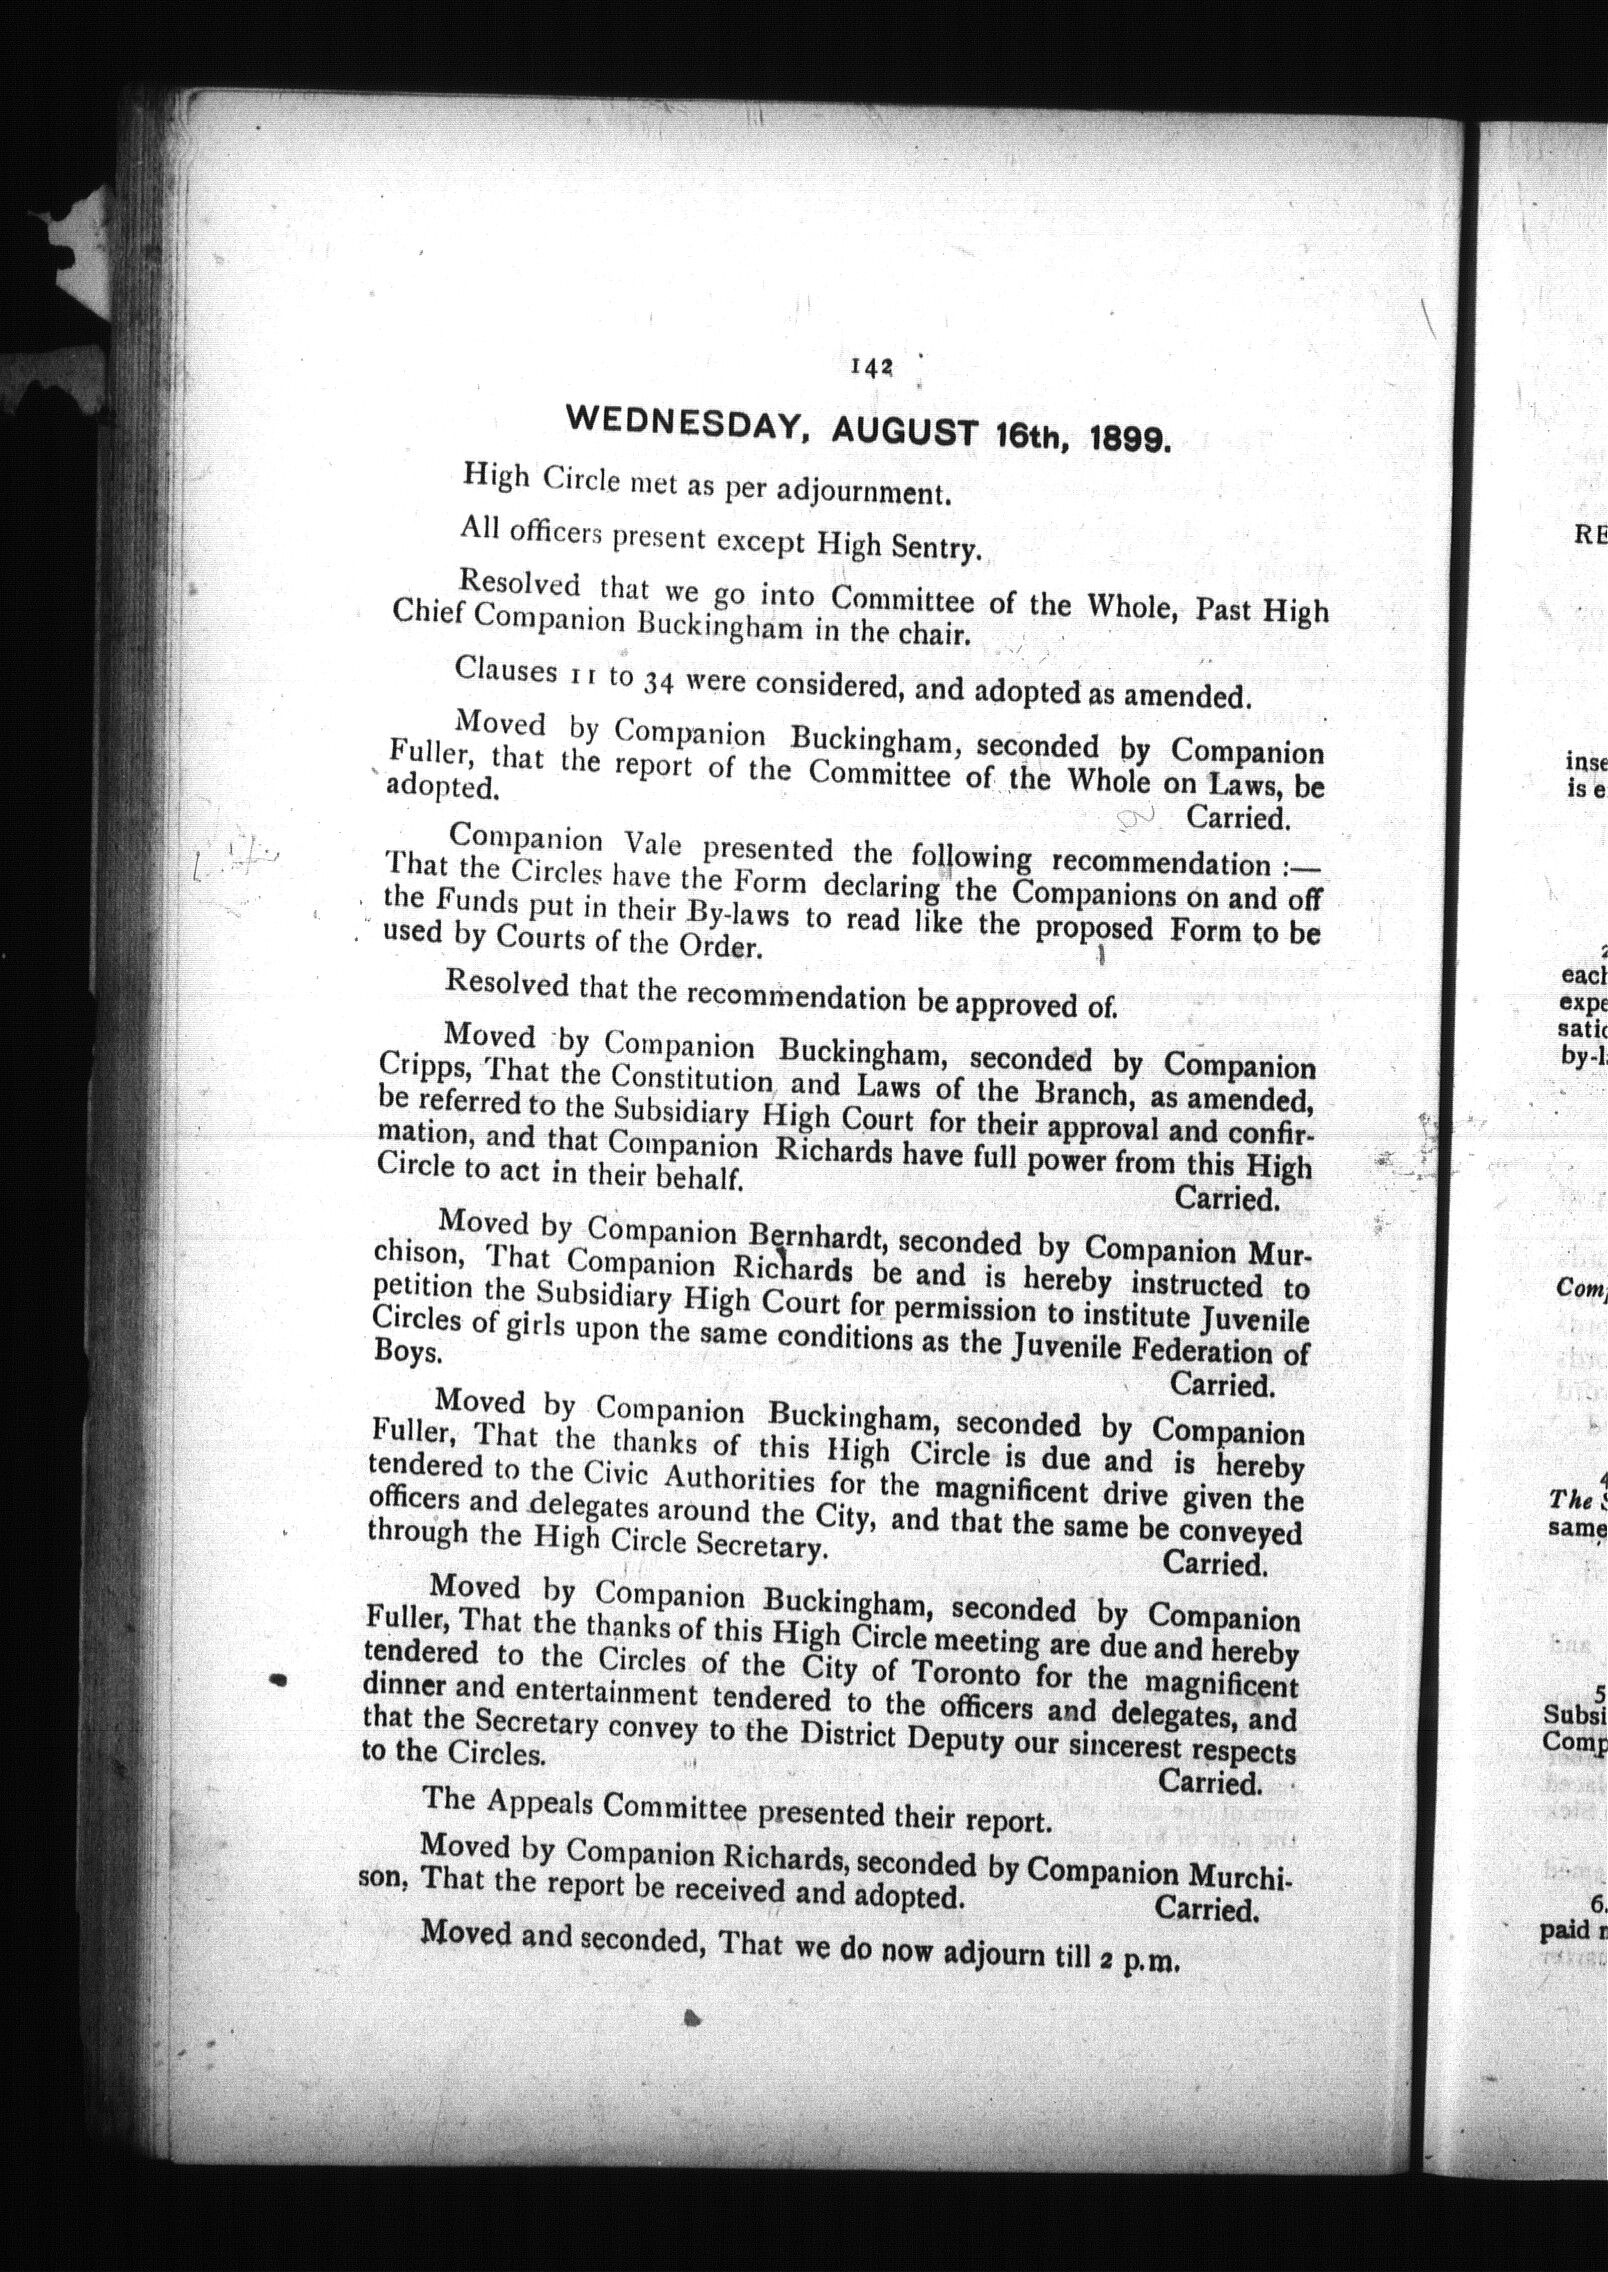 142
WEDNESDAY, AUGUST 16th, 1899.
High Circle met as per adjournment.
All officers present except High Sentry.
Resolved that we go into Committee of the Whole, Past High
Chief Companion Buckingham in the chair.
Clauses 11 to 34 were considered, and adopted as amended.
Moved by Companion Buckingham, seconded by Companion
Fuller, that the report of the Committee of the Whole on Laws, be
adopted.
Carried.
Companion Vale presented the following recommendation :—
That the Circles have the Form declaring the Companions on and off
the Funds put in their By-laws to read like the proposed Form to be
used by Courts of the Order.
Resolved that the recommendation be approved of.
Moved by Companion Buckingham, seconded by Companion
Cripps, That the Constitution and Laws of the Branch, as amended,
be referred to the Subsidiary High Court for their approval and confir-
mation, and that Companion Richards have full power from this High
Circle to act in their behalf.
Carried.
Moved by Companion Bernhardt, seconded by Companion Mur-
chison, That Companion Richards be and is hereby instructed to
petition the Subsidiary High Court for permission to institute Juvenile
Circles of girls upon the same conditions as the Juvenile Federation of
Boys.
Carried.
Moved by Companion Buckingham, seconded by Companion
Fuller, That the thanks of this High Circle is due and is hereby
tendered to the Civic Authorities for the magnificent drive given the
officers and delegates around the City, and that the same be conveyed
through the High Circle Secretary.
Carried.
Moved by Companion Buckingham, seconded by Companion
Fuller, That the thanks of this High Circle meeting are due and hereby
tendered to the Circles of the City of Toronto for the magnificent
dinner and entertainment tendered to the officers and delegates, and
that the Secretary convey to the District Deputy our sincerest respects
to the Circles.
Carried.
The Appeals Committee presented their report.
Moved by Companion Richards, seconded by Companion Murchi-
son, That the report be received and adopted.
Carried.
Moved and seconded, That we do now adjourn till 2 p.m.
RE
inse
is e
each
expe
satio
by-l
Comp
4
The S
same
5
Subsi
Comp
6.
paid